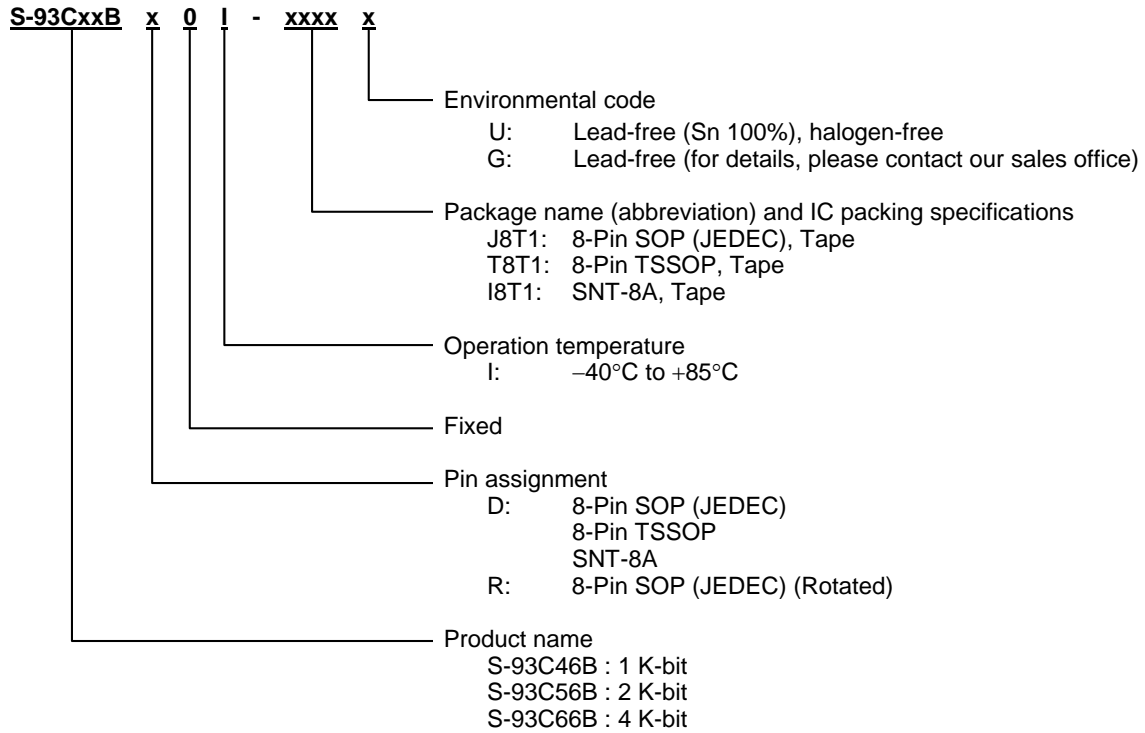 S-93CxxB x 0 I - xxxx x
Environmental code
U: Lead-free (Sn 100%), halogen-free
G: Lead-free (for details, please contact our sales office)
Package name (abbreviation) and IC packing specifications
J8T1: 8-Pin SOP (JEDEC), Tape
T8T1: 8-Pin TSSOP, Tape
I8T1: SNT-8A, Tape
Operation temperature
I: −40°C to +85°C
Fixed
Pin assignment
D: 8-Pin SOP (JEDEC)
8-Pin TSSOP
SNT-8A
R: 8-Pin SOP (JEDEC) (Rotated)
Product name
S-93C46B : 1 K-bit
S-93C56B : 2 K-bit
S-93C66B : 4 K-bit